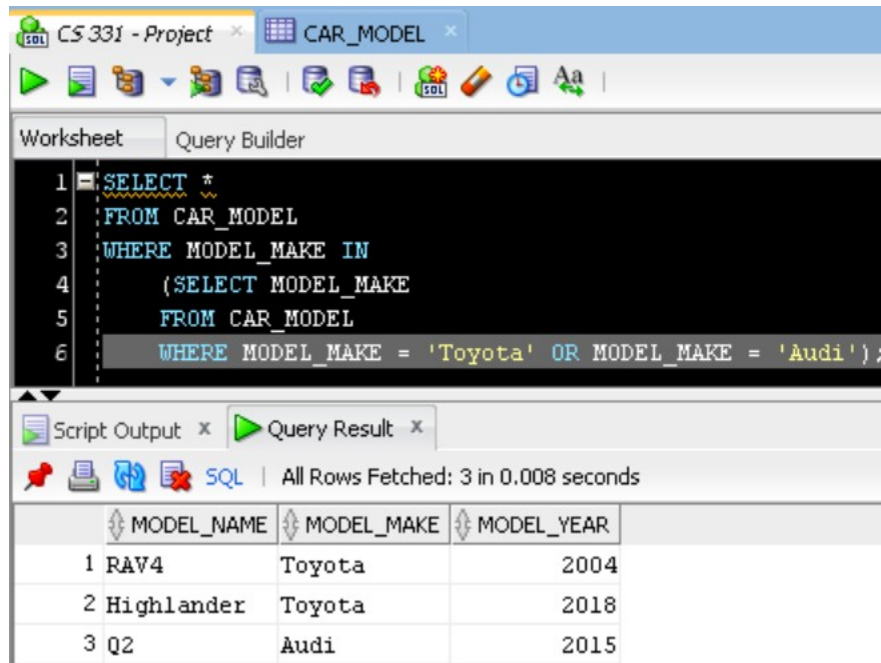 CS 331 - Project
CAR_MODEL
SQL
Aa
Worksheet Query Builder
1 SELECT *
2 FROM CAR_MODEL
3 WHERE MODEL_MAKE IN
4 (SELECT MODEL_MAKE
5 FROM CAR_MODEL
6 WHERE MODEL_MAKE = 'Toyota' OR MODEL_MAKE = 'Audi');
Script Output x Query Result x
SQL | All Rows Fetched: 3 in 0.008 seconds
MODEL_NAME MODEL_MAKE MODEL_YEAR
1 RAV4 Toyota 2004
2 Highlander Toyota 2018
3 Q2 Audi 2015